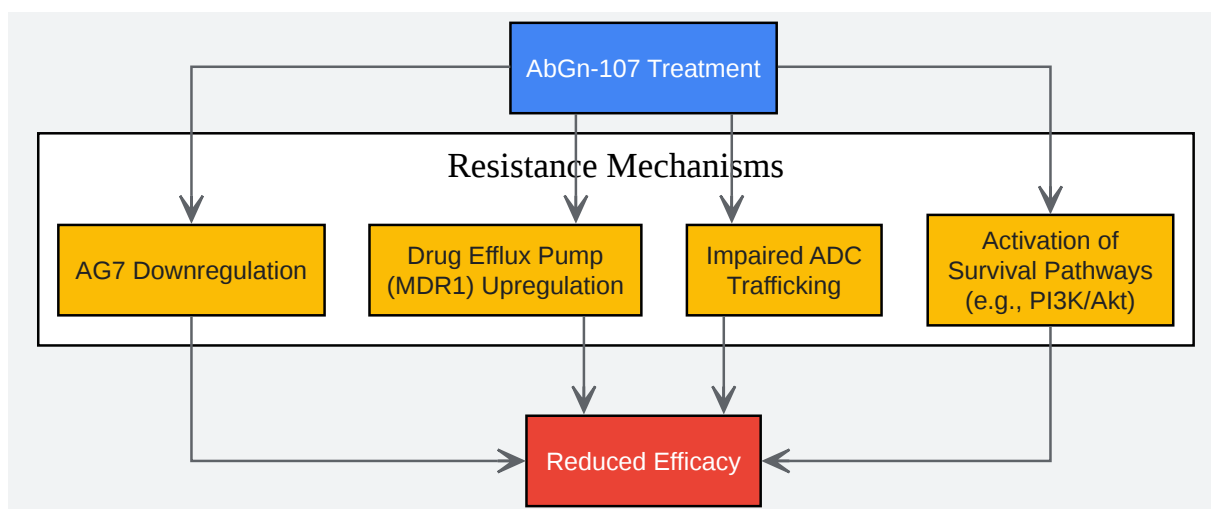 AbGn-107 Treatment
Resistance Mechanisms
AG7 Downregulation
Drug Efflux Pump
(MDR1) Upregulation
Impaired ADC
Trafficking
Activation of
Survival Pathways
(e.g., PI3K/Akt)
Reduced Efficacy